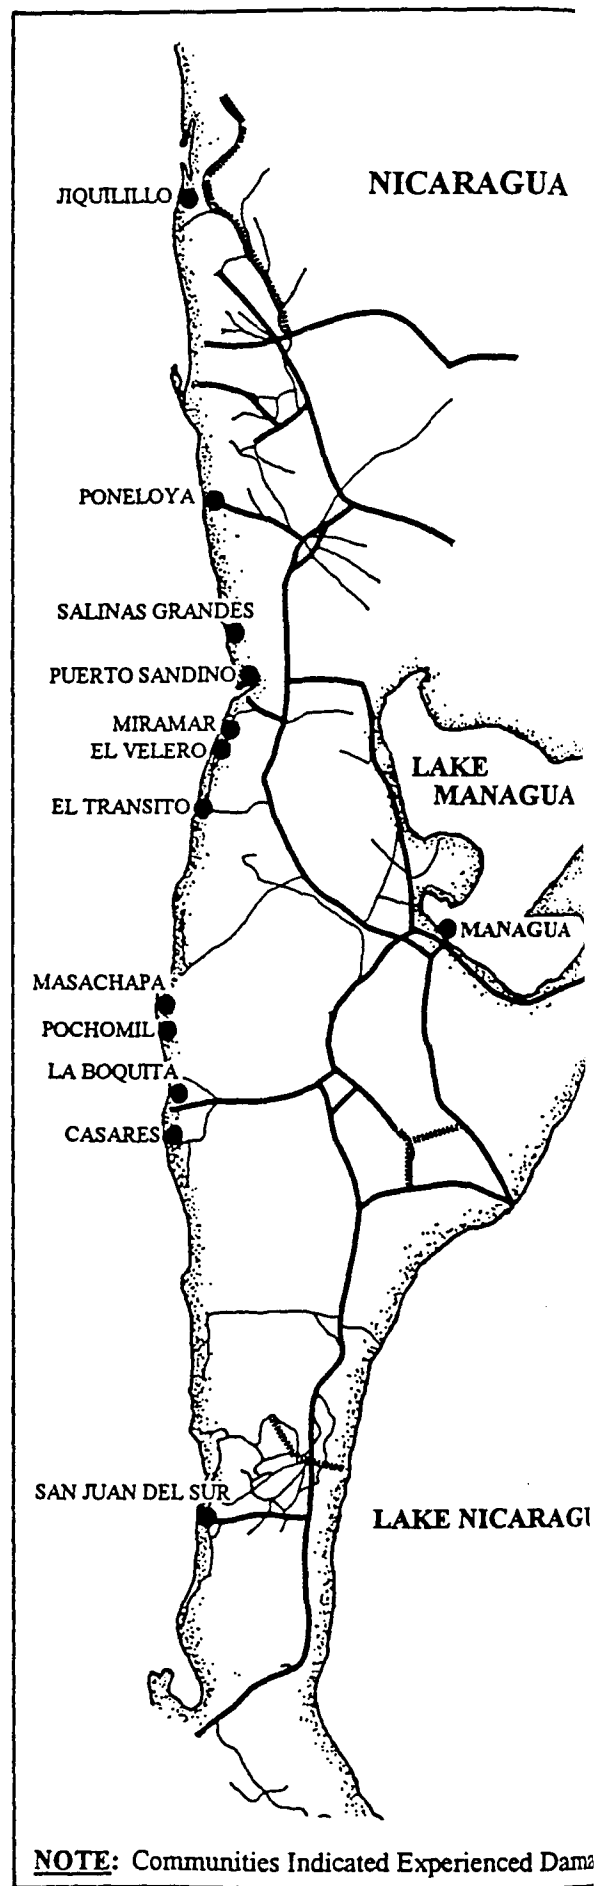 NICARAGUA
JIQUILILLO
PONELOYA
SALINAS GRANDES
PUERTO SANDINO
MIRAMAR
EL VELERO
LAKE
MANAGUA
EL TRANSITO
MANAGUA
MASACHAPA
POCHOMIL
LA BOQUITA
CASARES
SAN JUAN DEL SUR
LAKE NICARAGU
NOTE: Communities Indicated Experienced Dama